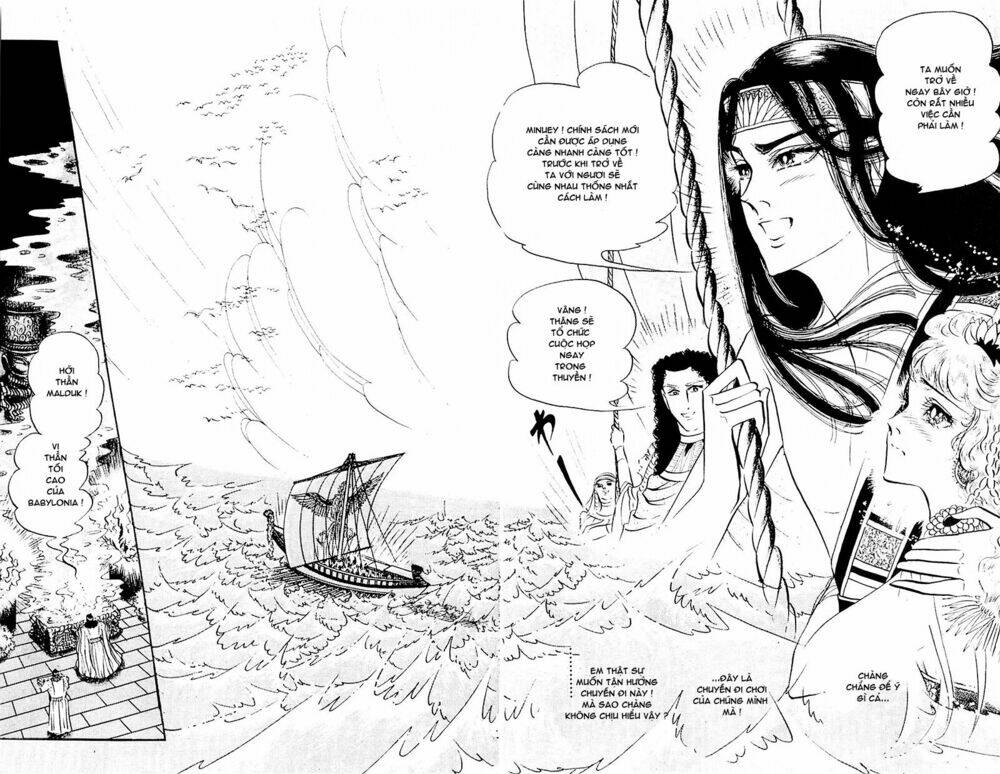 TA MUỐN
TRỞ VỀ
NGAY BÂY GIỜ !
CÒN RẤT NHIỀU
VIỆC CẦN
PHẢI LÀM !
MINUEY ! CHÍNH SÁCH MỚI
CẦN ĐƯỢC ÁP DỤNG
CÀNG NHANH CÀNG TỐT !
TRƯỚC KHI TRỞ VỀ
TA VỚI NGƯƠI SẼ
CÙNG NHAU THỐNG NHẤT
CÁCH LÀM !
VÂNG !
THẦN SẼ
TỔ CHỨC
CUỘC HỌP
NGAY
TRONG
THUYỀN !
CHÀNG
CHẲNG ĐỂ Ý
GÌ CẢ...
...ĐÂY LÀ
CHUYẾN ĐI CHƠI
CỦA CHÚNG MÌNH
MÀ !
EM THẬT SỰ
MUỐN TẬN HƯỞNG
CHUYẾN ĐI NÀY !
MÀ SAO CHÀNG
KHÔNG CHỊU HIỂU VẬY ?
HỠI
THẦN
MALDUK !
VỊ
THẦN
TỐI
CAO
CỦA
BABYLONIA !